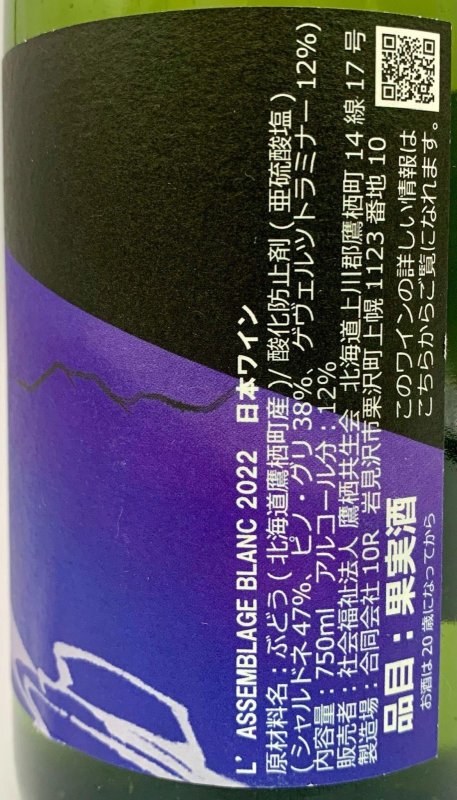 L' ASSEMBLAGE BLANC 2022 日本ワイン
原材料名：ぶどう（北海道鷹栖町産）/ 酸化防止剤（亜硫酸塩）
（シャルドネ47%、ピノ・グリ 38%、ゲヴェルツトラミナー 12%）
内容量：750ml アルコール分：12%
販売者：社会福祉法人 鷹栖共生会 北海道上川郡鷹栖町 14 線 17 号
製造場：合同会社 10R 岩見沢市栗沢町上幌 1123 番地 10
品目：果実酒
このワインの詳しい情報は
こちらからご覧になれます。
お酒は 20 歳になってから